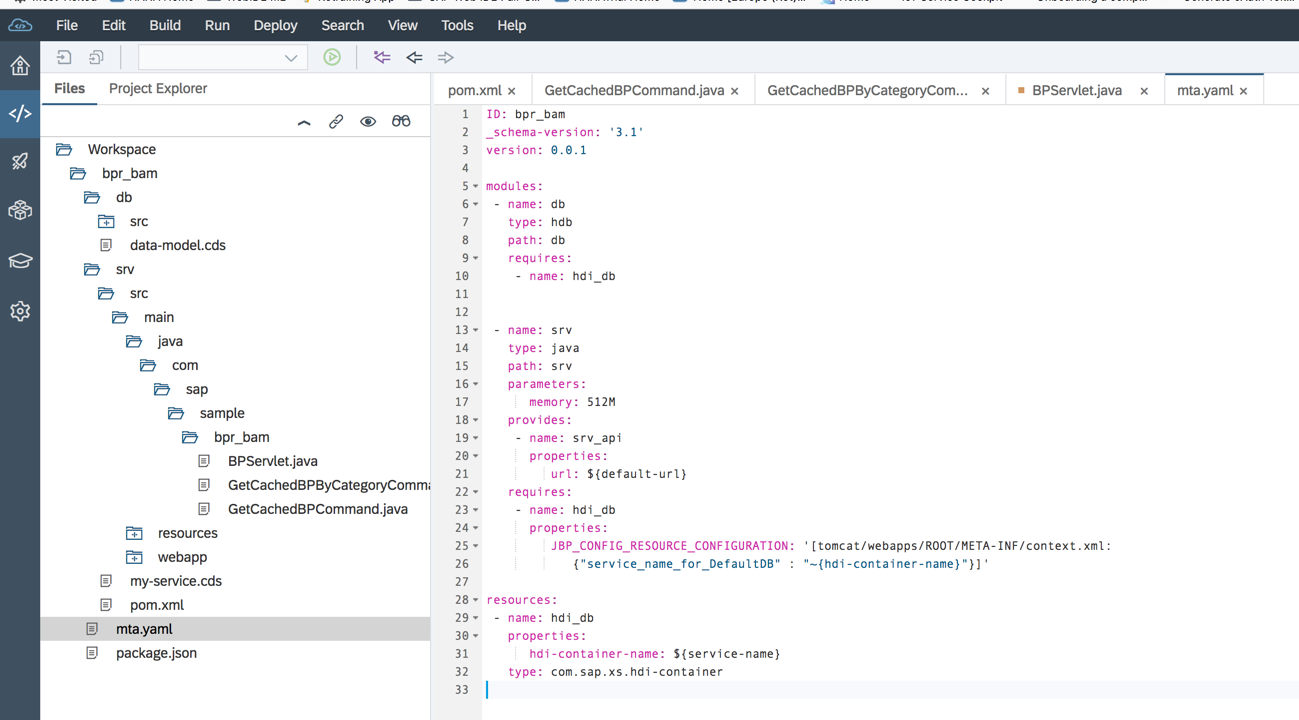 File Edit Build Run Deploy Search View Tools Help
Files Project Explorer
pom.xml × GetCachedBPCommand.java × GetCachedBPByCategoryCom... × BPServlet.java × mta.yaml ×
Workspace
bpr_bam
db
src
data-model.cds
srv
src
main
java
com
sap
sample
bpr_bam
BPServlet.java
GetCachedBPByCategoryComma
GetCachedBPCommand.java
resources
webapp
my-service.cds
pom.xml
mta.yaml
package.json
1 ID: bpr_bam
2 _schema-version: '3.1'
3 version: 0.0.1
4
5 modules:
6 - name: db
7 type: hdb
8 path: db
9 requires:
10 - name: hdi_db
11
12
13 - name: srv
14 type: java
15 path: srv
16 parameters:
17 memory: 512M
18 provides:
19 - name: srv_api
20 properties:
21 url: ${default-url}
22 requires:
23 - name: hdi_db
24 properties:
25 JBP_CONFIG_RESOURCE_CONFIGURATION: '[tomcat/webapps/ROOT/META-INF/context.xml:
26 {"service_name_for_DefaultDB" : "~{hdi-container-name}"}]'
27
28 resources:
29 - name: hdi_db
30 properties:
31 hdi-container-name: ${service-name}
32 type: com.sap.xs.hdi-container
33